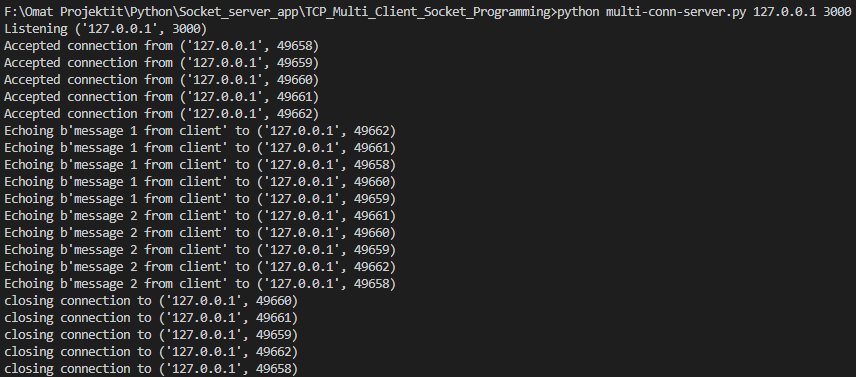 F:\Omat Projektit\Python\Socket_server_app\TCP_Multi_Client_Socket_Programming>python multi-conn-server.py 127.0.0.1 3000
Listening ('127.0.0.1', 3000)
Accepted connection from ('127.0.0.1', 49658)
Accepted connection from ('127.0.0.1', 49659)
Accepted connection from ('127.0.0.1', 49660)
Accepted connection from ('127.0.0.1', 49661)
Accepted connection from ('127.0.0.1', 49662)
Echoing b'message 1 from client' to ('127.0.0.1', 49662)
Echoing b'message 1 from client' to ('127.0.0.1', 49661)
Echoing b'message 1 from client' to ('127.0.0.1', 49658)
Echoing b'message 1 from client' to ('127.0.0.1', 49660)
Echoing b'message 1 from client' to ('127.0.0.1', 49659)
Echoing b'message 2 from client' to ('127.0.0.1', 49661)
Echoing b'message 2 from client' to ('127.0.0.1', 49660)
Echoing b'message 2 from client' to ('127.0.0.1', 49659)
Echoing b'message 2 from client' to ('127.0.0.1', 49662)
Echoing b'message 2 from client' to ('127.0.0.1', 49658)
closing connection to ('127.0.0.1', 49660)
closing connection to ('127.0.0.1', 49661)
closing connection to ('127.0.0.1', 49659)
closing connection to ('127.0.0.1', 49662)
closing connection to ('127.0.0.1', 49658)